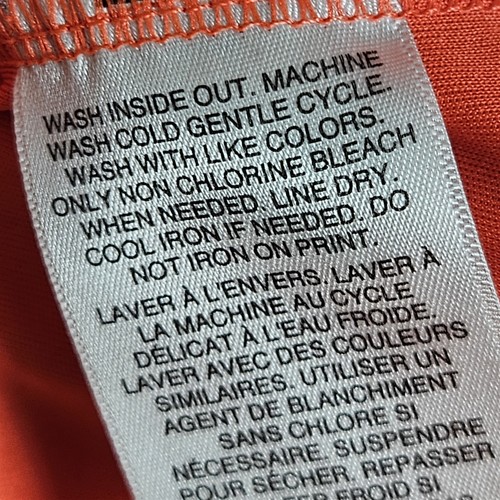 WASH INSIDE OUT. MACHINE
WASH COLD GENTLE CYCLE.
WASH WITH LIKE COLORS.
ONLY NON CHLORINE BLEACH
WHEN NEEDED. LINE DRY.
COOL IRON IF NEEDED. DO
NOT IRON ON PRINT.
LAVER À L'ENVERS. LAVER À
LA MACHINE AU CYCLE
DÉLICAT À L'EAU FROIDE.
LAVER AVEC DES COULEURS
SIMILAIRES. UTILISER UN
AGENT DE BLANCHIMENT
SANS CHLORE SI
NÉCESSAIRE. SUSPENDRE
POUR SÉCHER. REPASSER
FROID SI